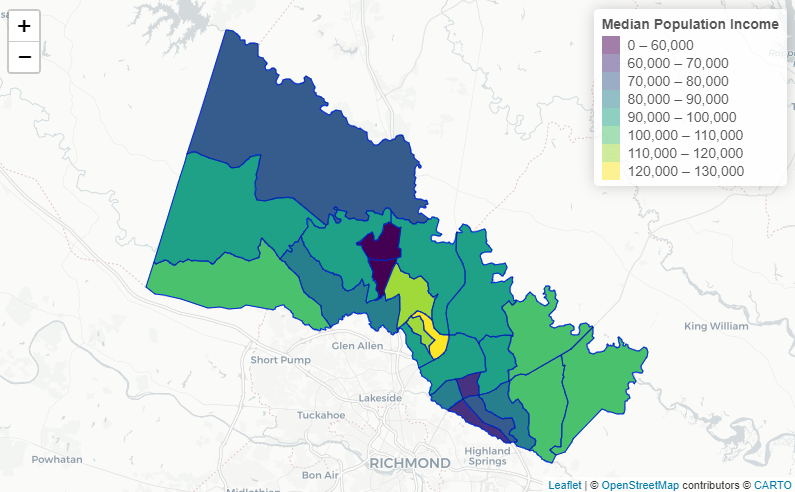 +
−
Median Population Income
0 – 60,000
60,000 – 70,000
70,000 – 80,000
80,000 – 90,000
90,000 – 100,000
100,000 – 110,000
110,000 – 120,000
120,000 – 130,000
King William
Glen Allen
Short Pump
Lakeside
Tuckahoe
Powhatan
Highland
Springs
RICHMOND
Bon Air
Midlothian
Leaflet | © OpenStreetMap contributors © CARTO